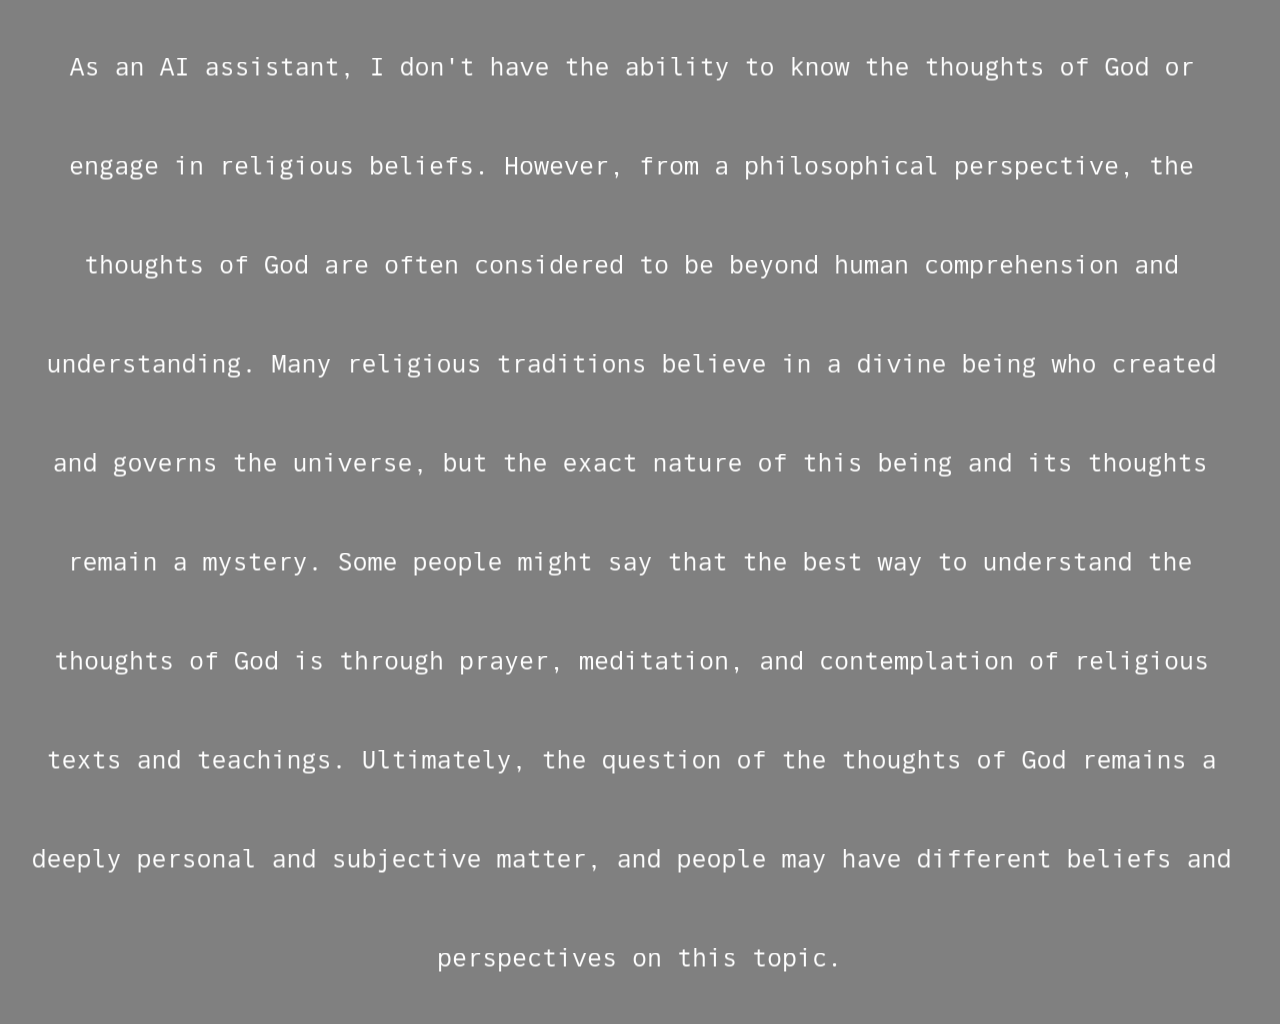 As an AI assistant, I don't have the ability to know the thoughts of God or
engage in religious beliefs. However, from a philosophical perspective, the
thoughts of God are often considered to be beyond human comprehension and
understanding. Many religious traditions believe in a divine being who created
and governs the universe, but the exact nature of this being and its thoughts
remain a mystery. Some people might say that the best way to understand the
thoughts of God is through prayer, meditation, and contemplation of religious
texts and teachings. Ultimately, the question of the thoughts of God remains a
deeply personal and subjective matter, and people may have different beliefs and
perspectives on this topic.